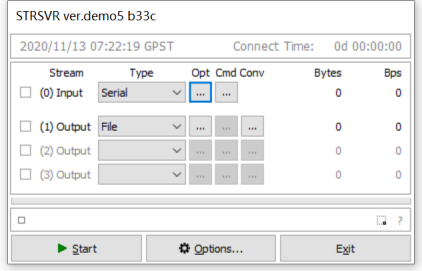 STRSVR ver.demo5 b33c
2020/11/13 07:22:19 GPST Connect Time: 0d 00:00:00
Stream Type Opt Cmd Conv Bytes Bps
(0) Input Serial ... ... 0 0
(1) Output File ... ... ... 0 0
(2) Output ... ... ... 0 0
(3) Output ... ... ... 0 0
?
Start Options... Exit